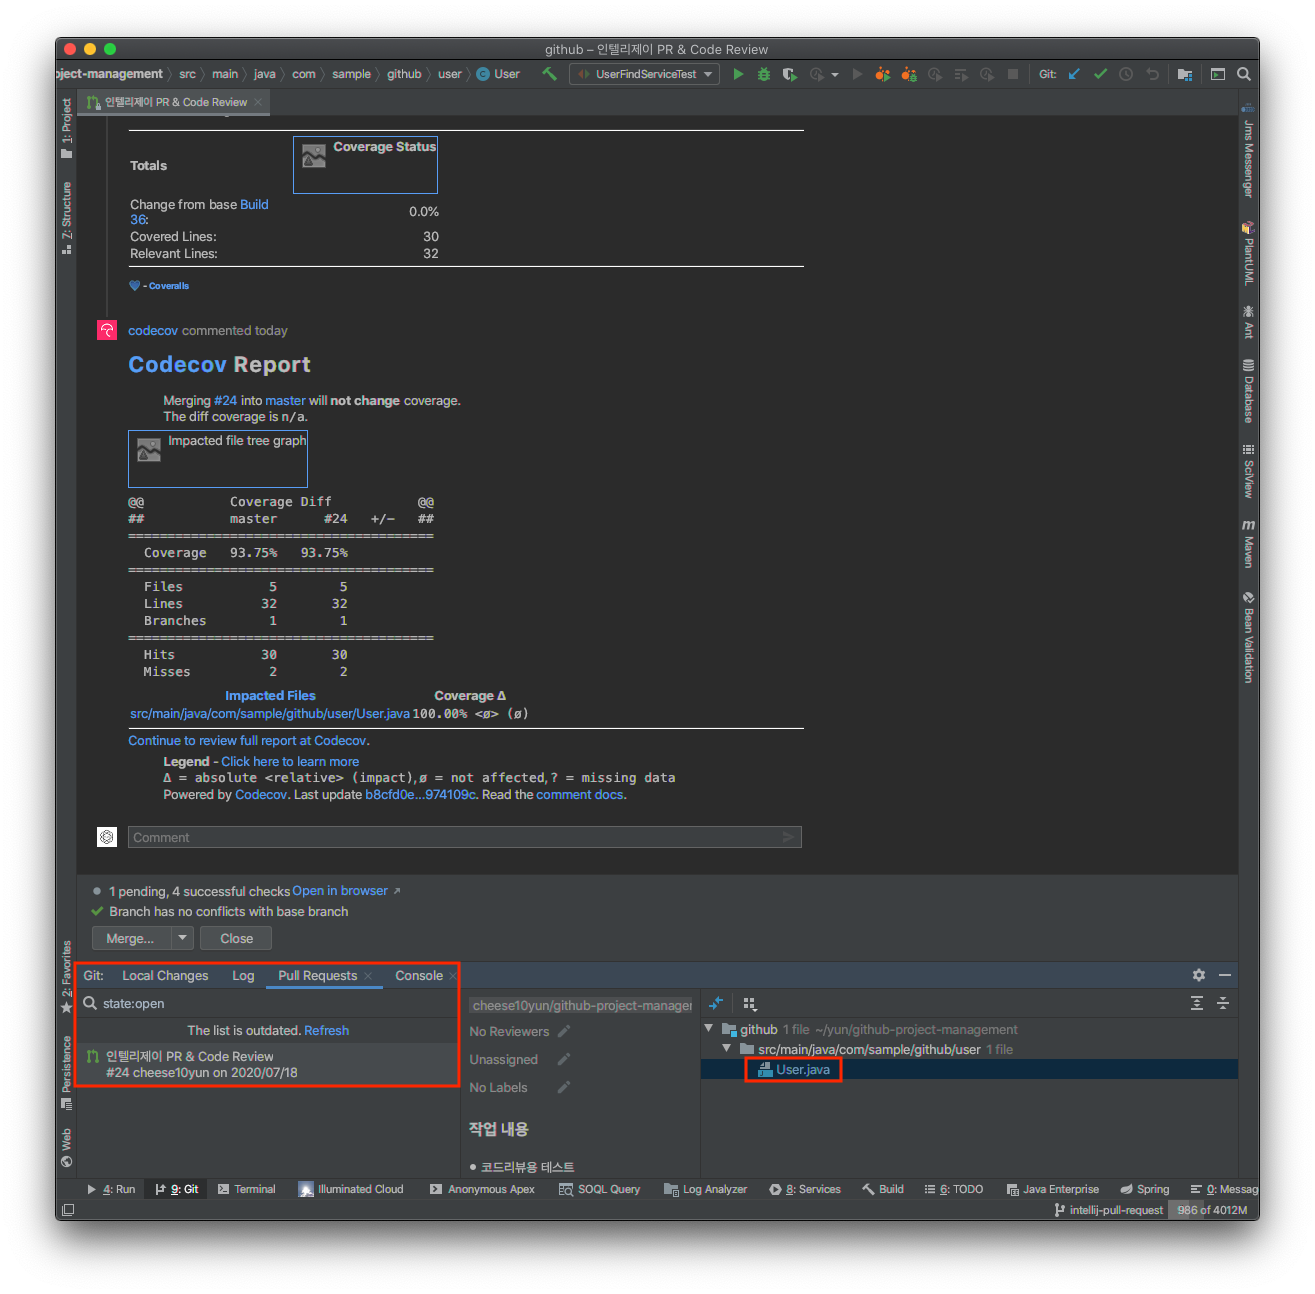 github – 인텔리제이 PR & Code Review
oject-management 〉 src 〉 main 〉 java 〉 com 〉 sample 〉 github 〉 user 〉 C User
UserFindServiceTest
Git:
인텔리제이 PR & Code Review
1: Project
7: Structure
2: Favorites
Persistence
Web
Jms Messenger
PlantUML
Ant
Database
SciView
Maven
Bean Validation
Totals
Coverage Status
Change from base Build 0.0%
36:
Covered Lines: 30
Relevant Lines: 32
- Coveralls
codecov commented today
Codecov Report
Merging #24 into master will not change coverage.
The diff coverage is n/a.
Impacted file tree graph
@@ Coverage Diff @@
## master #24 +/- ##
=======================================
Coverage 93.75% 93.75%
=======================================
Files 5 5
Lines 32 32
Branches 1 1
=======================================
Hits 30 30
Misses 2 2
Impacted Files Coverage Δ
src/main/java/com/sample/github/user/User.java 100.00% <ø> (ø)
Continue to review full report at Codecov.
Legend - Click here to learn more
Δ = absolute <relative> (impact), ø = not affected, ? = missing data
Powered by Codecov. Last update b8cfd0e...974109c. Read the comment docs.
Comment
1 pending, 4 successful checks Open in browser ↗
Branch has no conflicts with base branch
Merge...
Close
Git: Local Changes Log Pull Requests Console
state:open
The list is outdated. Refresh
인텔리제이 PR & Code Review
#24 cheese10yun on 2020/07/18
cheese10yun/github-project-manager
No Reviewers
Unassigned
No Labels
작업 내용
● 코드리뷰용 테스트
github 1 file ~/yun/github-project-management
src/main/java/com/sample/github/user 1 file
User.java
4: Run 9: Git Terminal Illuminated Cloud Anonymous Apex SOQL Query Log Analyzer 8: Services Build 6: TODO Java Enterprise Spring 0: Messag
intellij-pull-request 986 of 4012M